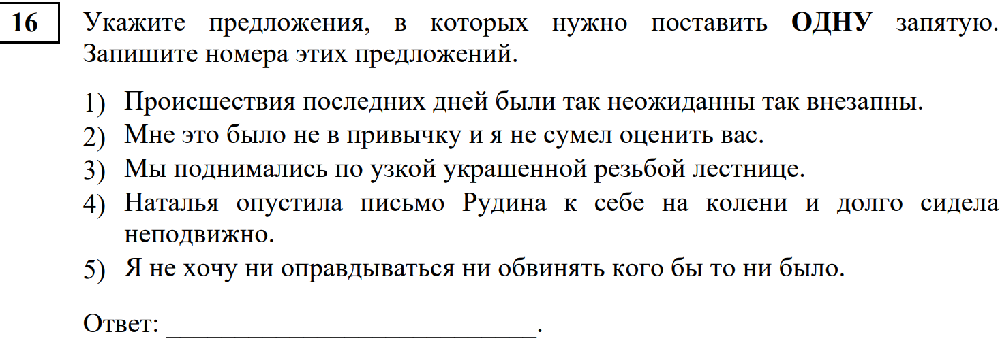 16 Укажите предложения, в которых нужно поставить ОДНУ запятую.
Запишите номера этих предложений.
1) Происшествия последних дней были так неожиданны так внезапны.
2) Мне это было не в привычку и я не сумел оценить вас.
3) Мы поднимались по узкой украшенной резьбой лестнице.
4) Наталья опустила письмо Рудина к себе на колени и долго сидела
неподвижно.
5) Я не хочу ни оправдываться ни обвинять кого бы то ни было.
Ответ: ___________________________.